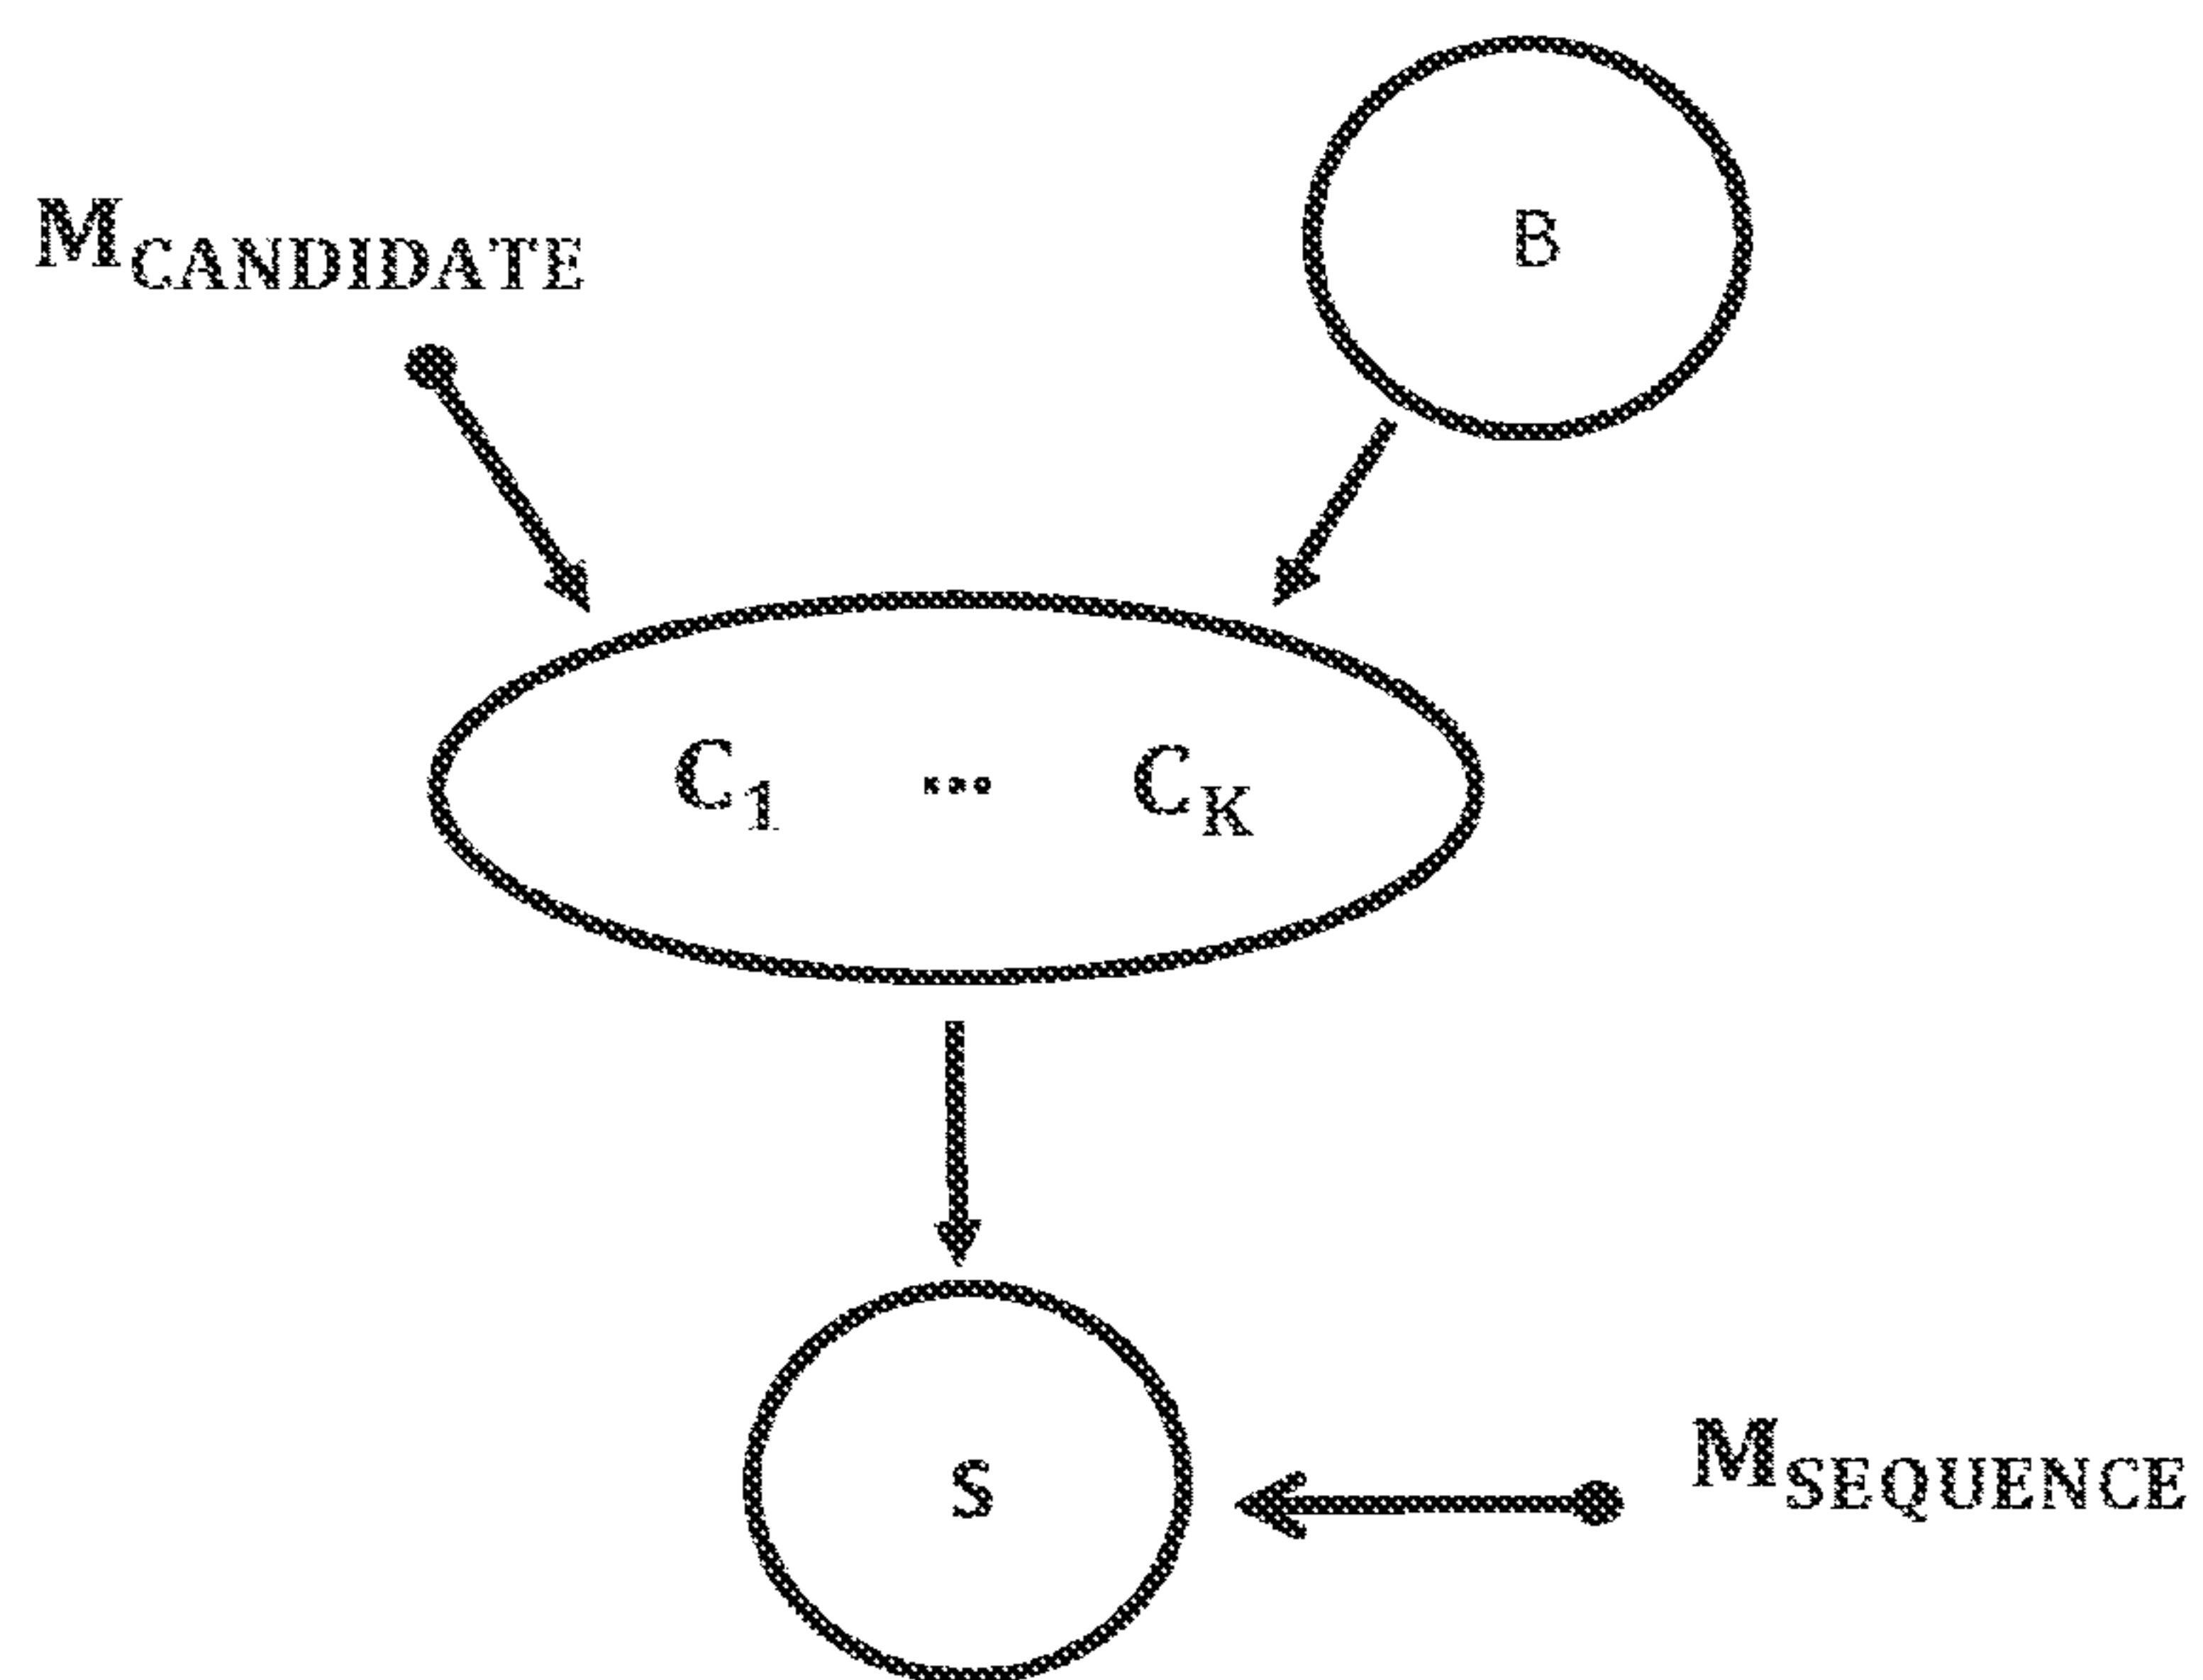 B
M_CANDIDATE
C_1 ... C_K
S
M_SEQUENCE